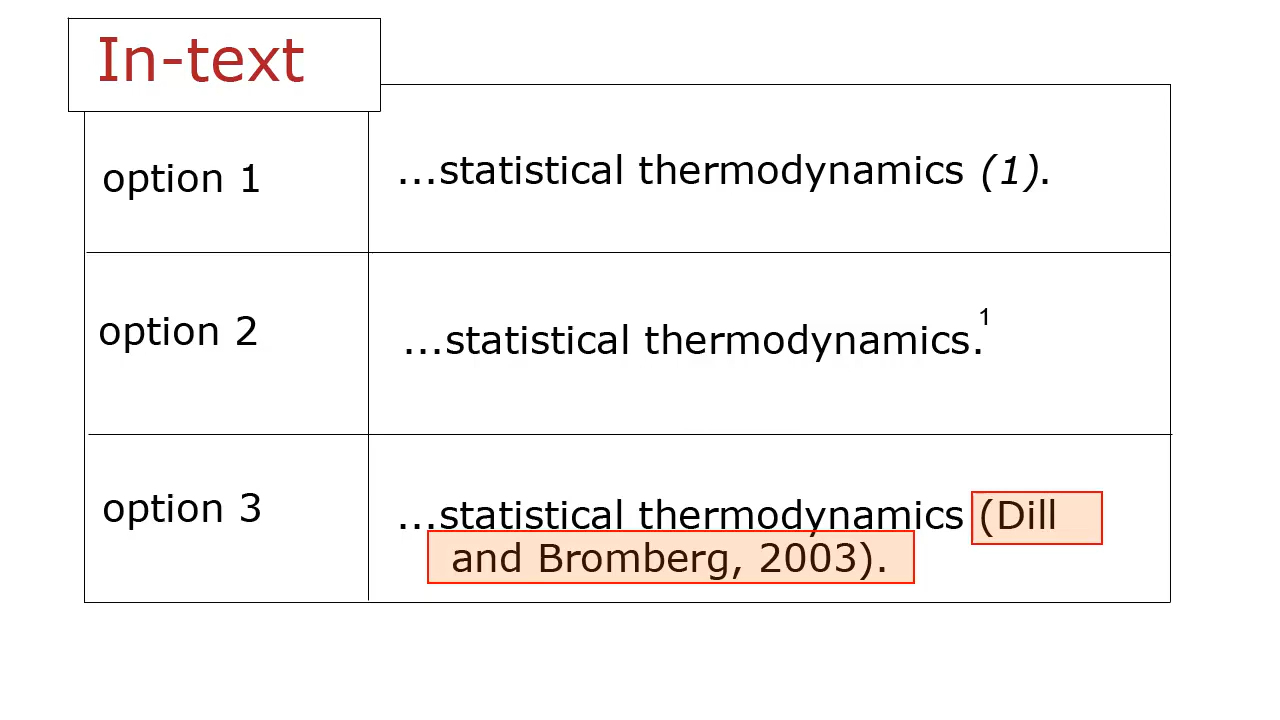 In-text
option 1
...statistical thermodynamics (1).
option 2
...statistical thermodynamics.1
option 3
...statistical thermodynamics (Dill
and Bromberg, 2003).